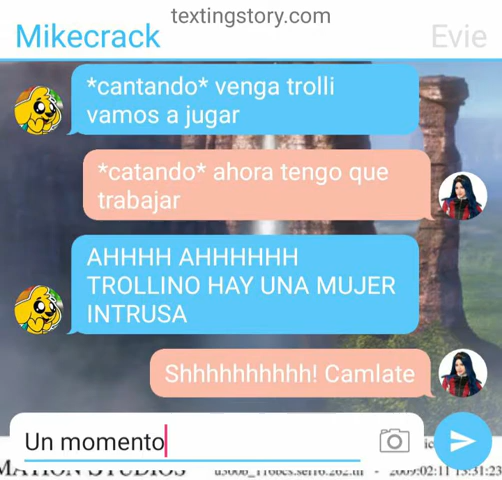 textingstory.com
Mikecrack
Evie
*cantando* venga trolli
vamos a jugar
*catando* ahora tengo que
trabajar
AHHHH AHHHHHH
TROLLINO HAY UNA MUJER
INTRUSA
Shhhhhhhhhh! Camlate
Un momento